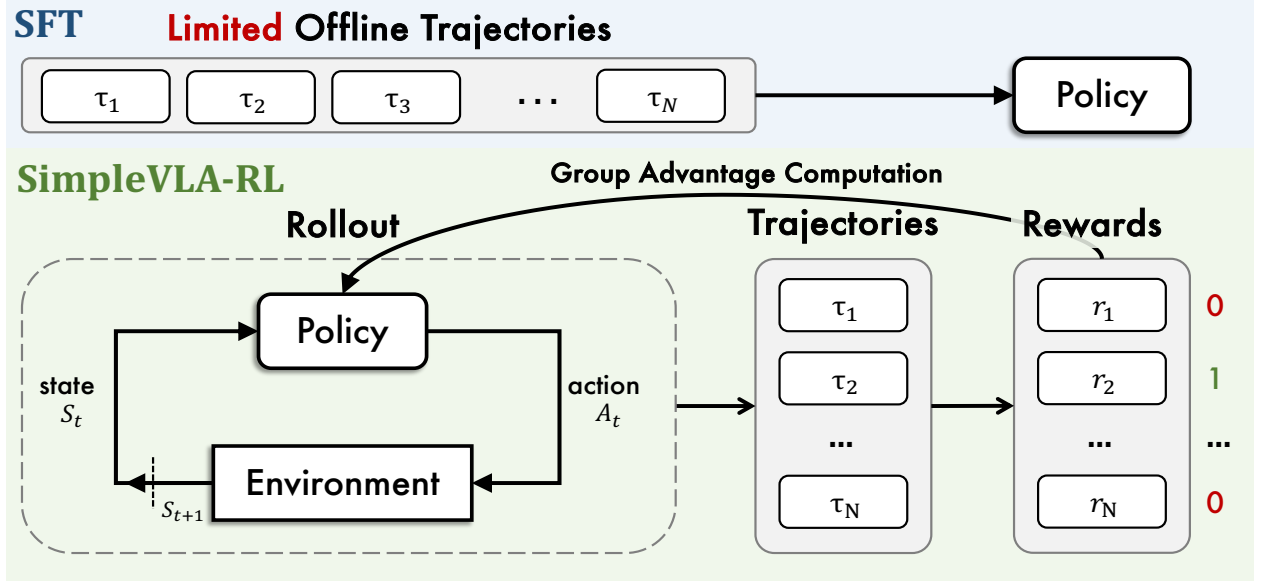 SFT
Limited Offline Trajectories
τ1 τ2 τ3 ... τN
Policy
SimpleVLA-RL
Group Advantage Computation
Rollout
Trajectories
Rewards
Policy
state
St
action
At
Environment
St+1
τ1
τ2
...
τN
r1
r2
...
rN
0
1
...
0